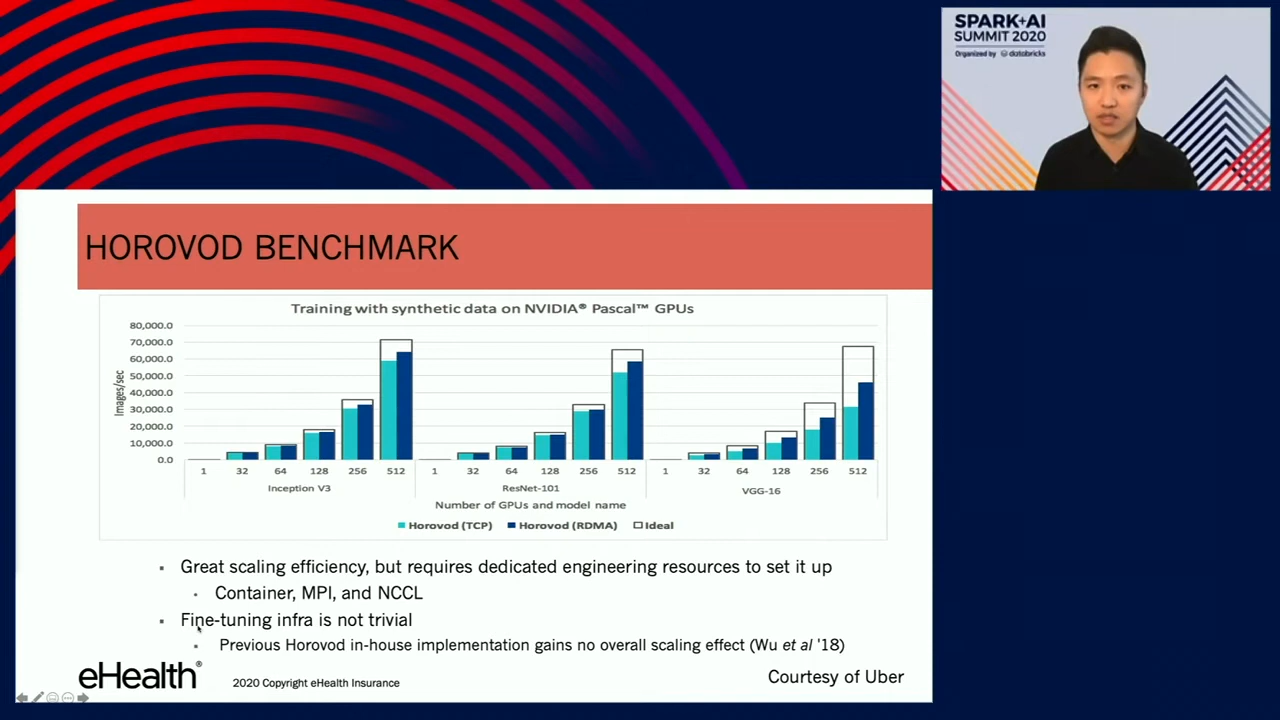 SPARK+AI
SUMMIT 2020
Organized by databricks
HOROVOD BENCHMARK
Training with synthetic data on NVIDIA® Pascal™ GPUs
80,000.0
70,000.0
60,000.0
50,000.0
40,000.0
30,000.0
20,000.0
10,000.0
0.0
Images/sec
1 32 64 128 256 512 1 32 64 128 256 512 1 32 64 128 256 512
Inception V3 ResNet-101 VGG-16
Number of GPUs and model name
Horovod (TCP) Horovod (RDMA) Ideal
▪ Great scaling efficiency, but requires dedicated engineering resources to set it up
▪ Container, MPI, and NCCL
▪ Fine-tuning infra is not trivial
▪ Previous Horovod in-house implementation gains no overall scaling effect (Wu et al '18)
eHealth®
2020 Copyright eHealth Insurance
Courtesy of Uber